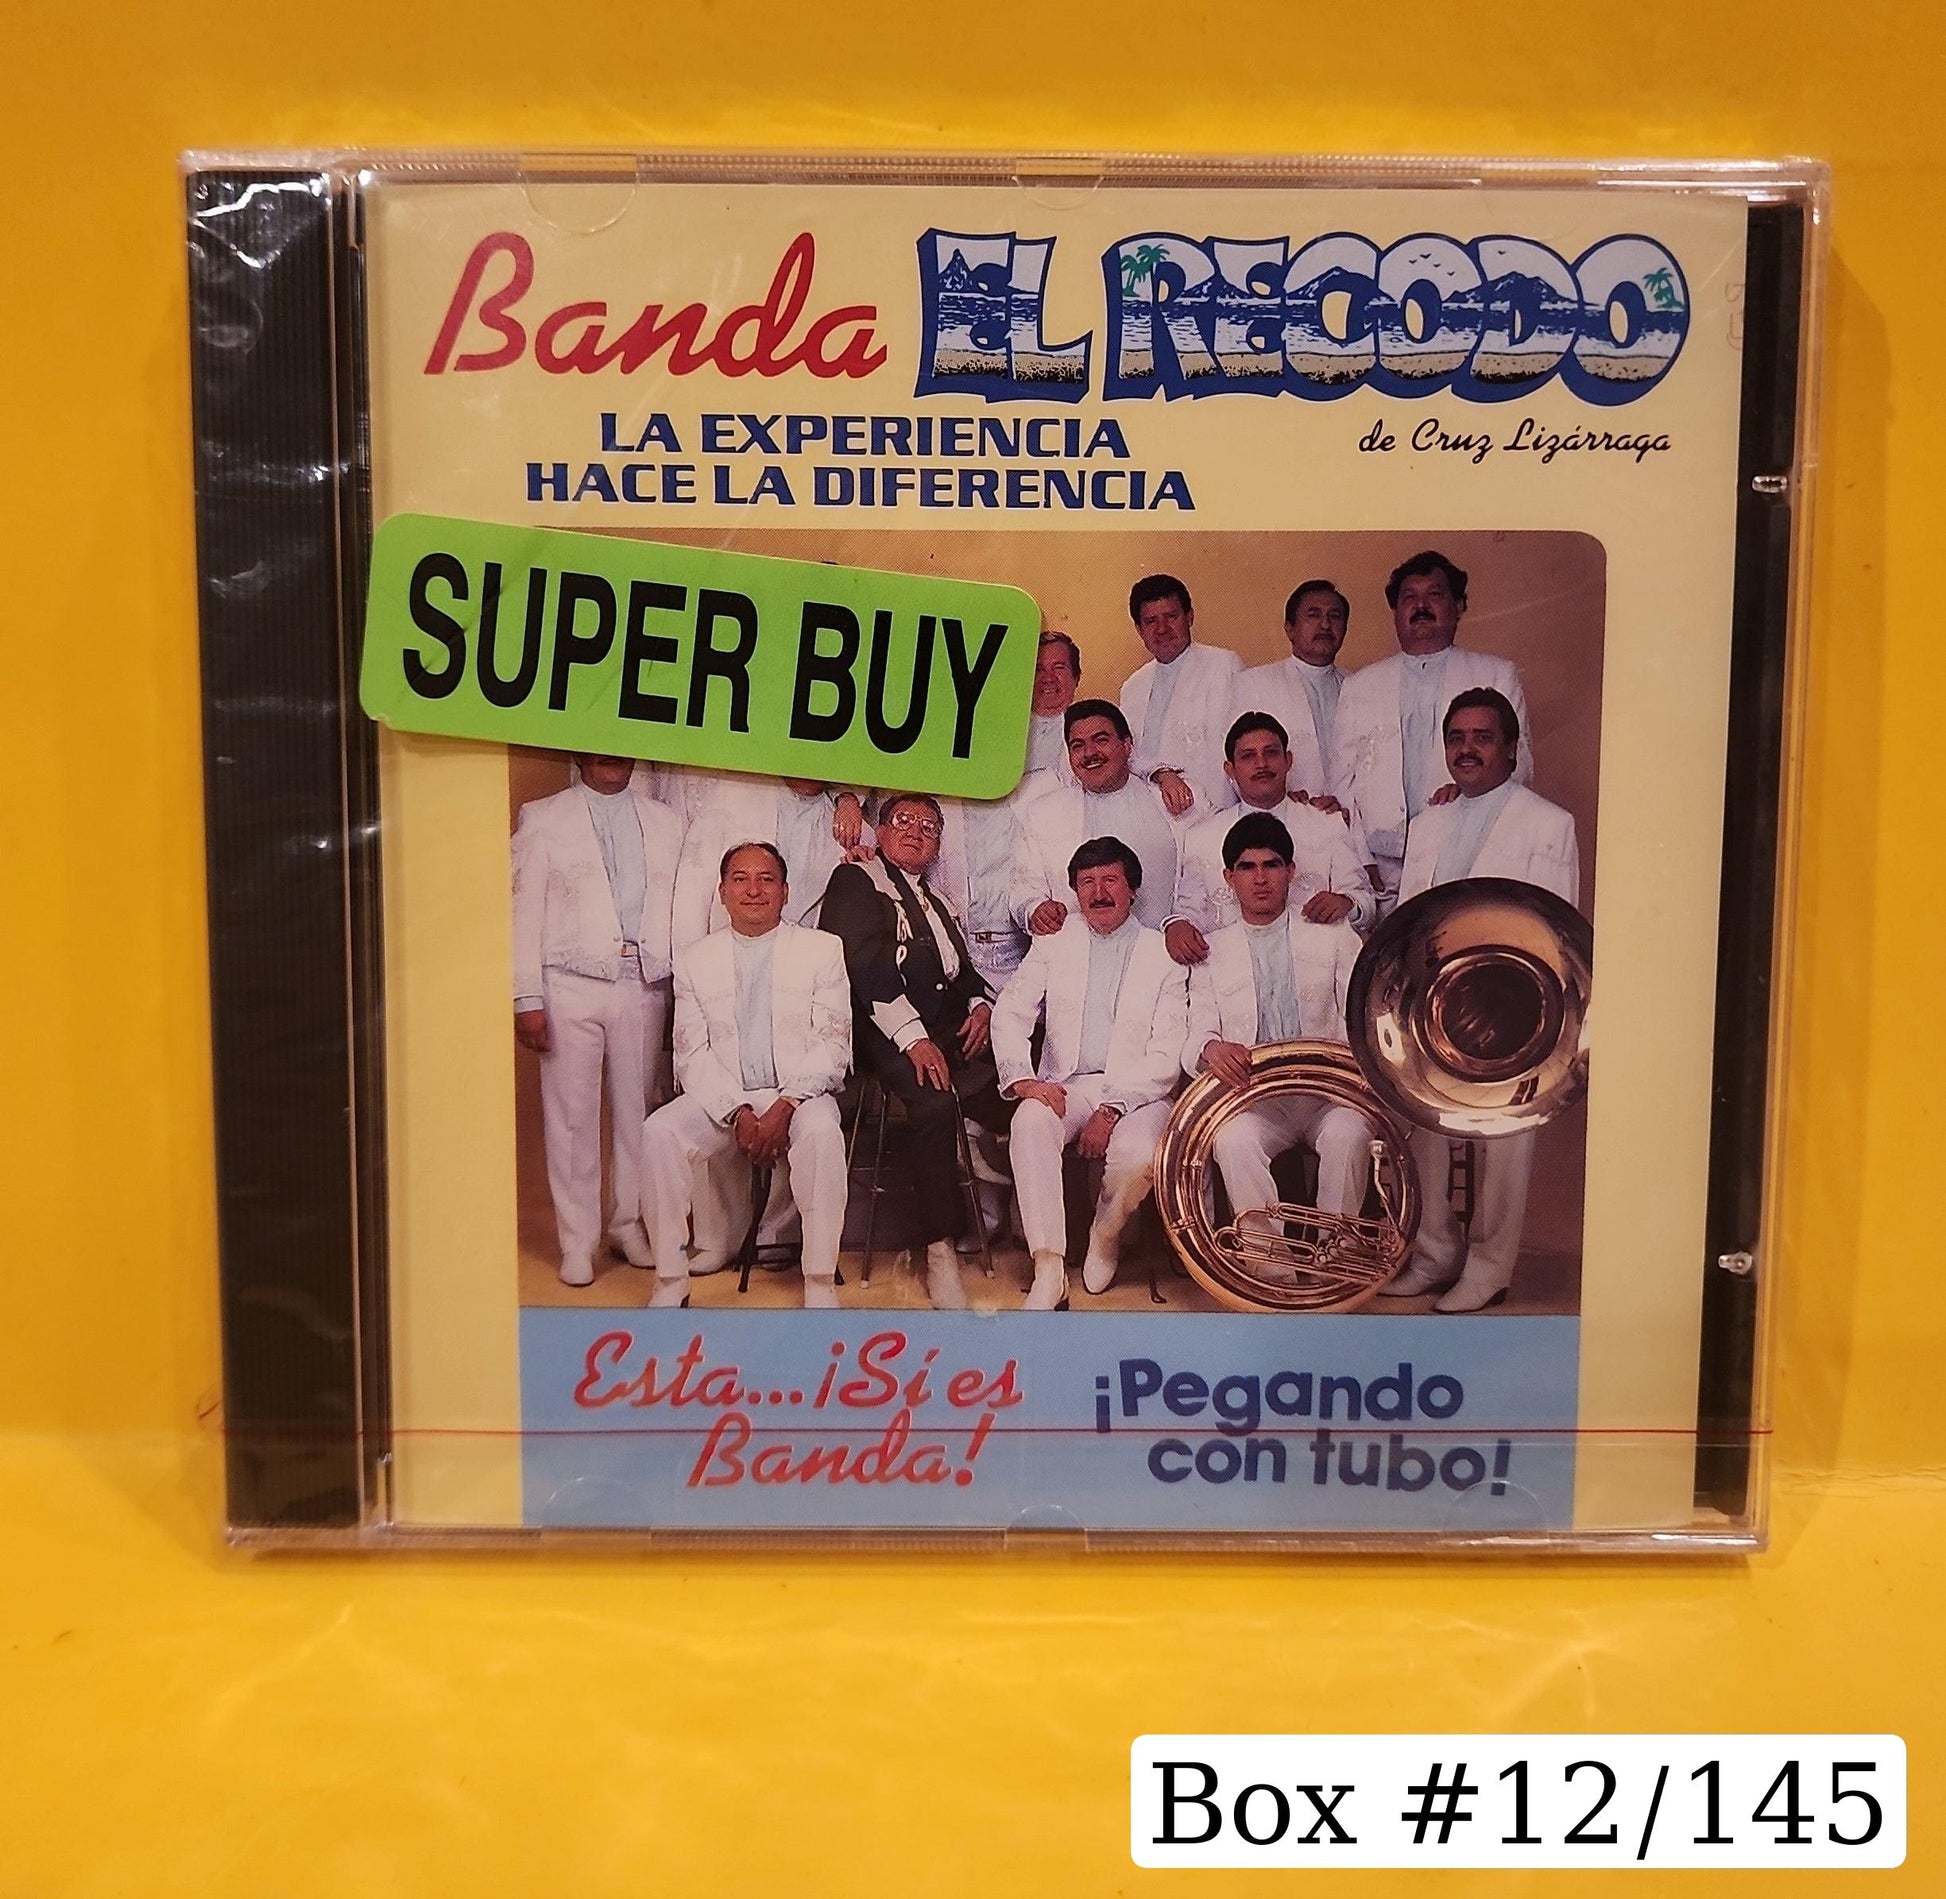 Banda EL RECODO
de Cruz Lizárraga
LA EXPERIENCIA
HACE LA DIFERENCIA
SUPER BUY
Esta...¡Sí es
Banda!
¡Pegando
con tubo!
Box #12/145